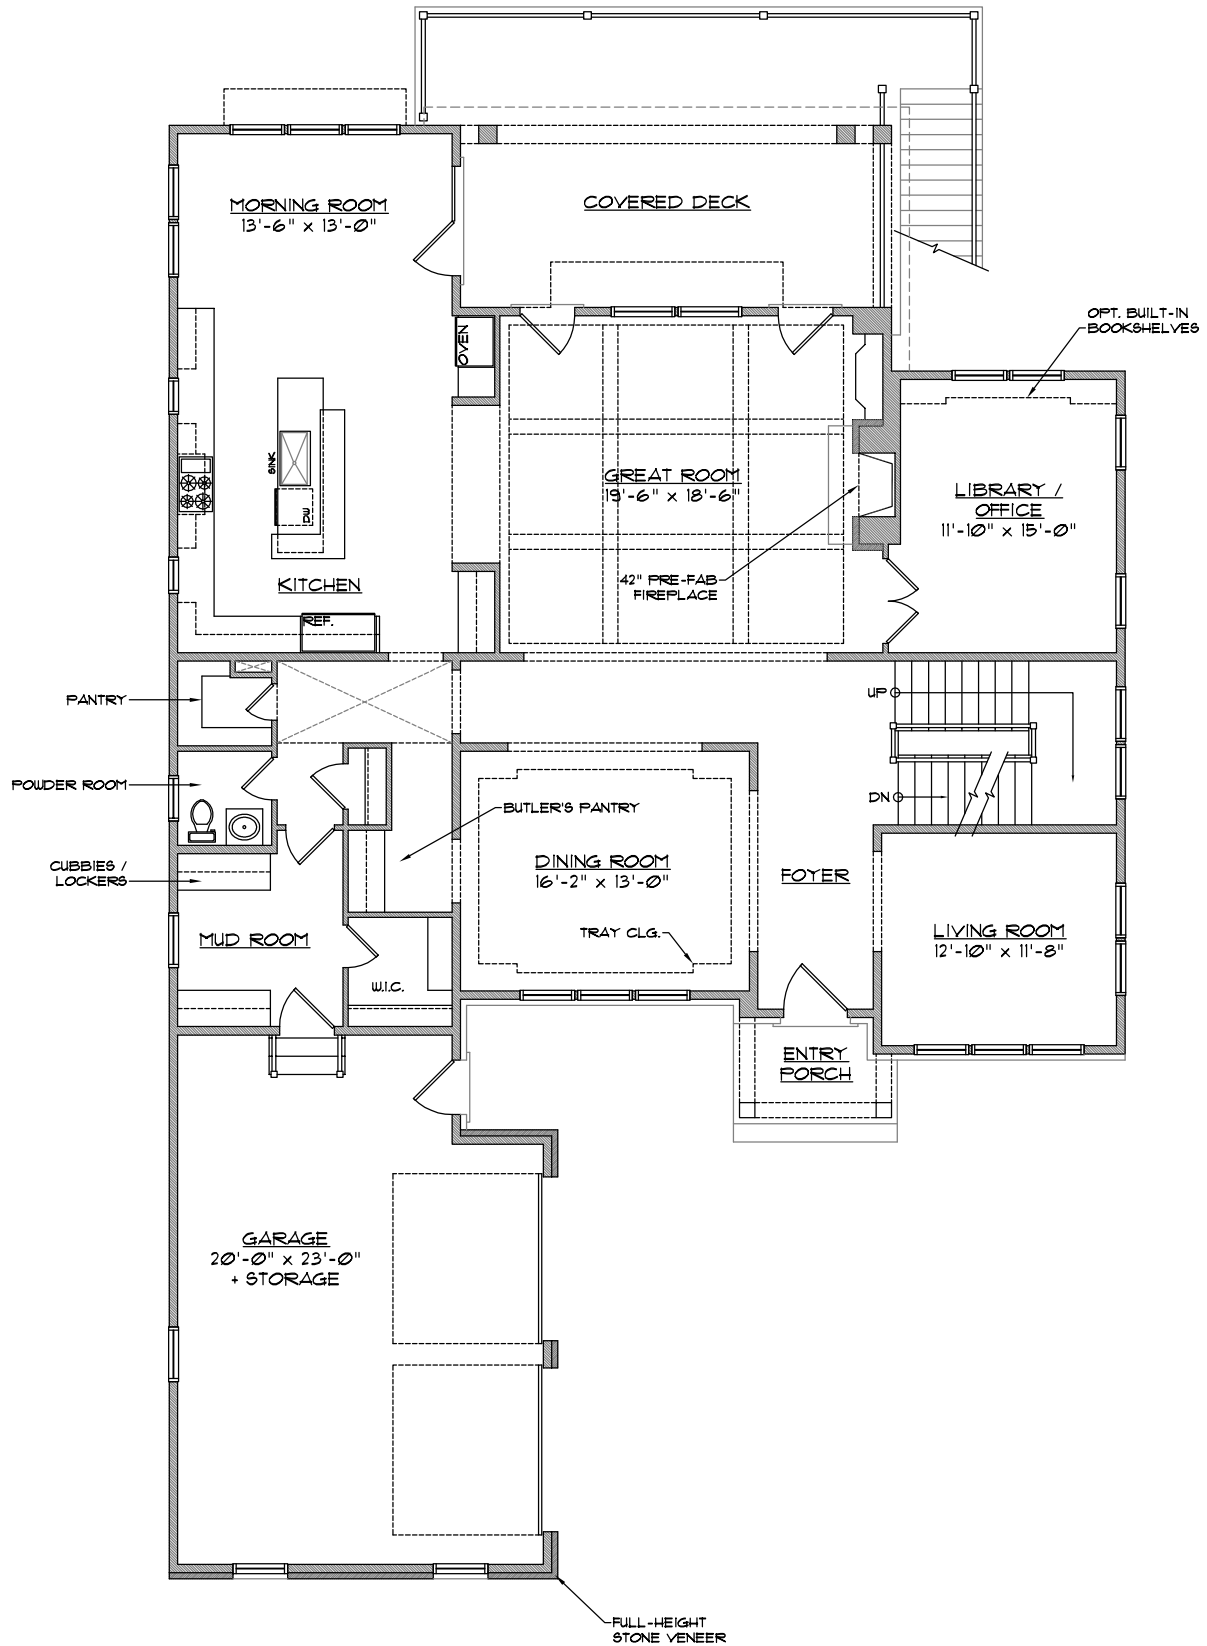 MORNING ROOM
13'-6" x 13'-0"
COVERED DECK
OPT. BUILT-IN
BOOKSHELVES
OVEN
SINK
DW
GREAT ROOM
19'-6" x 18'-6"
LIBRARY /
OFFICE
11'-10" x 15'-0"
KITCHEN
42" PRE-FAB
FIREPLACE
REF.
PANTRY
UP
POWDER ROOM
DN
BUTLER'S PANTRY
CUBBIES /
LOCKERS
DINING ROOM
16'-2" x 13'-0"
FOYER
MUD ROOM
TRAY CLG.
LIVING ROOM
12'-10" x 11'-8"
W.I.C.
ENTRY
PORCH
GARAGE
20'-0" x 23'-0"
+ STORAGE
FULL-HEIGHT
STONE VENEER